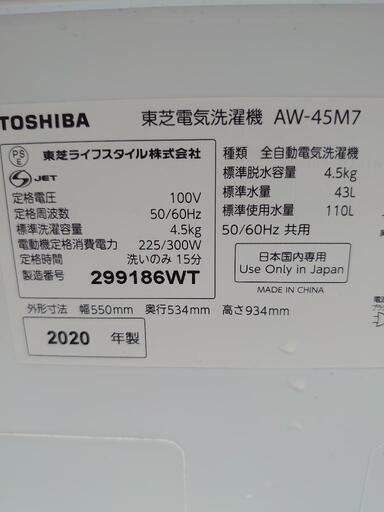 TOSHIBA 東芝電気洗濯機 AW-45M7
PS E
東芝ライフスタイル株式会社
S JET
定格電圧 100V
定格周波数 50/60Hz
標準洗濯容量 4.5kg
電動機定格消費電力 225/300W
定格時間 洗いのみ 15分
製造番号 299186WT
種類 全自動電気洗濯機
標準脱水容量 4.5kg
標準水量 43L
標準使用水量 110L
50/60Hz 共用
日本国内専用
Use Only in Japan
MADE IN CHINA
外形寸法 幅550mm 奥行534mm 高さ934mm
2020 年製